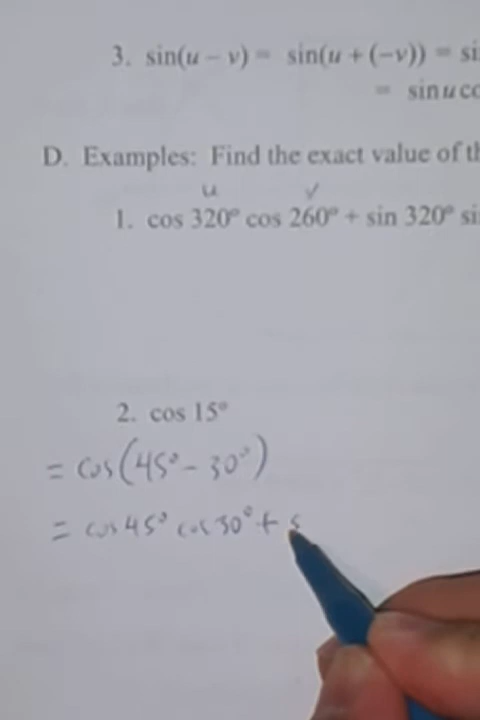 3. sin(u − v) = sin(u + (−v)) = si
= sin u co
D. Examples: Find the exact value of th
u v
1. cos 320° cos 260° + sin 320° si
2. cos 15°
= cos(45° − 30°)
= cos 45° cos 30° + s